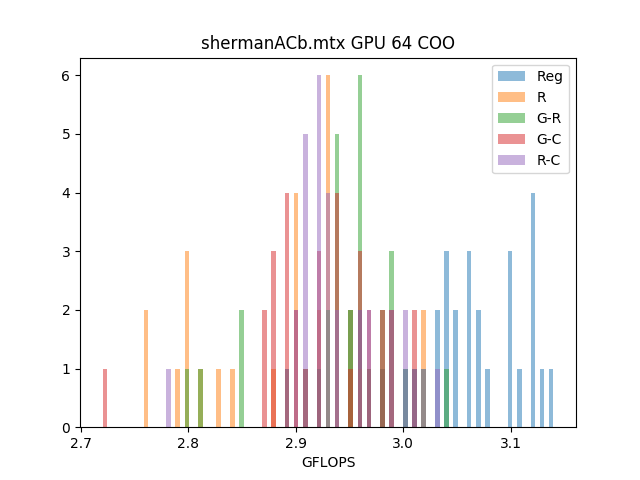 shermanACb.mtx GPU 64 COO
6
5
4
3
2
1
0
Reg
R
G-R
G-C
R-C
2.7 2.8 2.9 3.0 3.1
GFLOPS